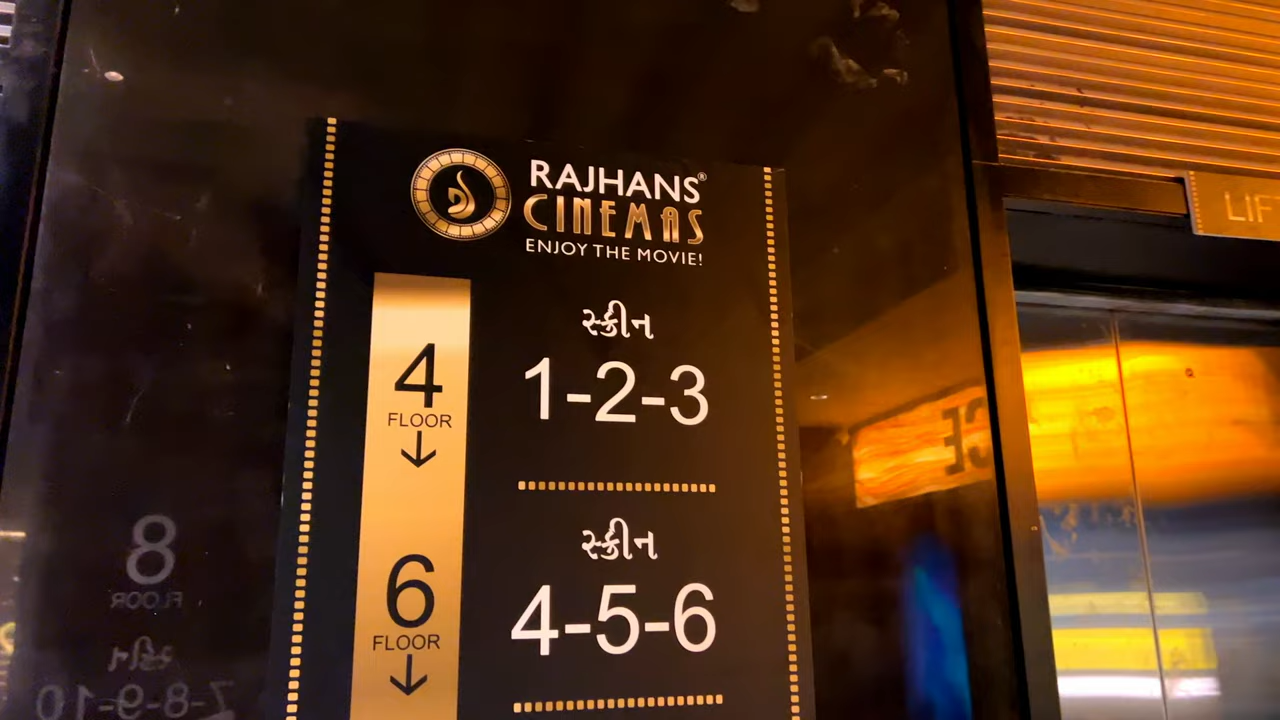 RAJHANS®
CINEMAS
ENJOY THE MOVIE!
4
FLOOR
↓
સ્ક્રીન
1-2-3
6
FLOOR
↓
સ્ક્રીન
4-5-6
8
FLOOR
સ્ક્રીન
7-8-9-10